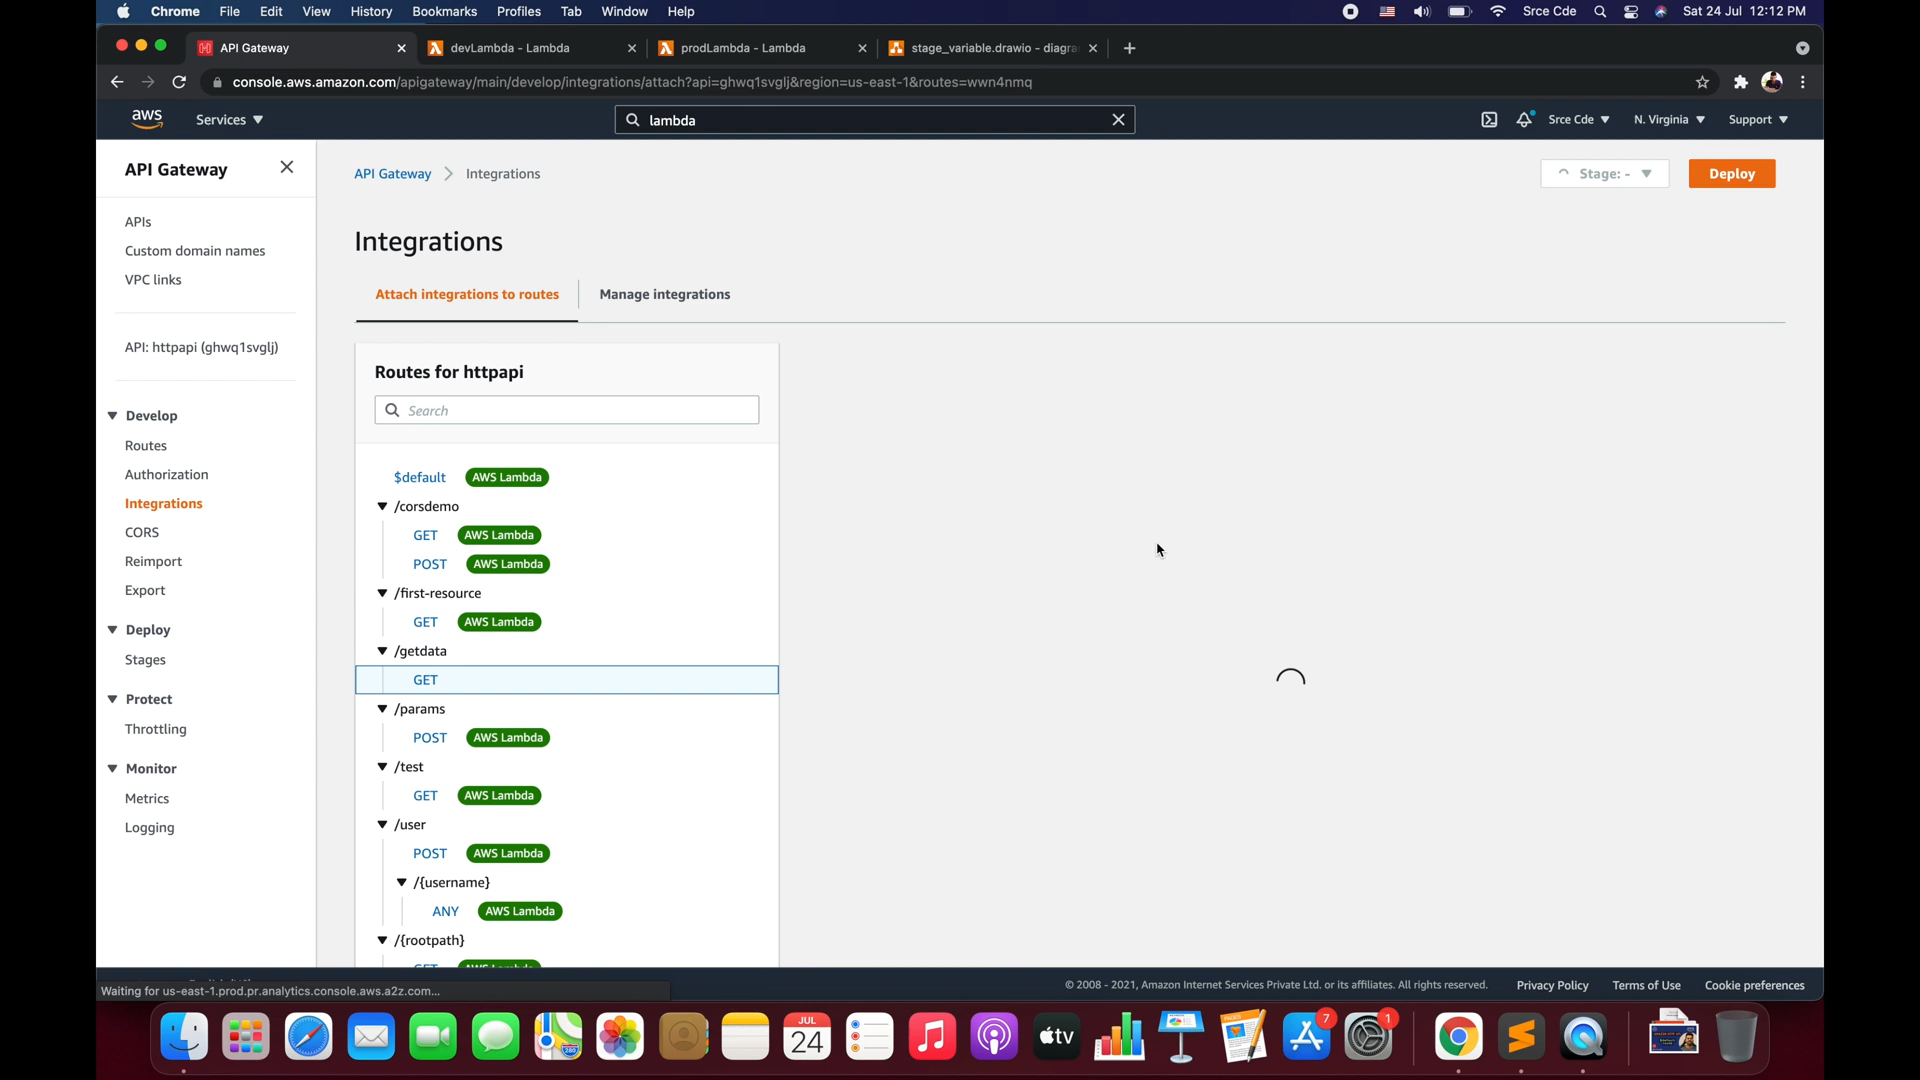 Chrome File Edit View History Bookmarks Profiles Tab Window Help Srce Cde Sat 24 Jul 12:12 PM
API Gateway devLambda - Lambda prodLambda - Lambda stage_variable.drawio - diagra
console.aws.amazon.com/apigateway/main/develop/integrations/attach?api=ghwq1svglj&region=us-east-1&routes=wwn4nmq
aws Services lambda Srce Cde N. Virginia Support
API Gateway
API Gateway Integrations
Stage: - Deploy
APIs
Custom domain names
VPC links
API: httpapi (ghwq1svglj)
Develop
Routes
Authorization
Integrations
CORS
Reimport
Export
Deploy
Stages
Protect
Throttling
Monitor
Metrics
Logging
Integrations
Attach integrations to routes Manage integrations
Routes for httpapi
Search
$default AWS Lambda
/corsdemo
GET AWS Lambda
POST AWS Lambda
/first-resource
GET AWS Lambda
/getdata
GET
/params
POST AWS Lambda
/test
GET AWS Lambda
/user
POST AWS Lambda
/{username}
ANY AWS Lambda
/{rootpath}
Waiting for us-east-1.prod.pr.analytics.console.aws.a2z.com...
© 2008 - 2021, Amazon Internet Services Private Ltd. or its affiliates. All rights reserved. Privacy Policy Terms of Use Cookie preferences
JUL
24
280
tv
PAGES
7
1